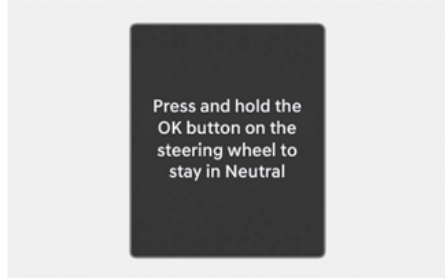 Press and hold the
OK button on the
steering wheel to
stay in Neutral